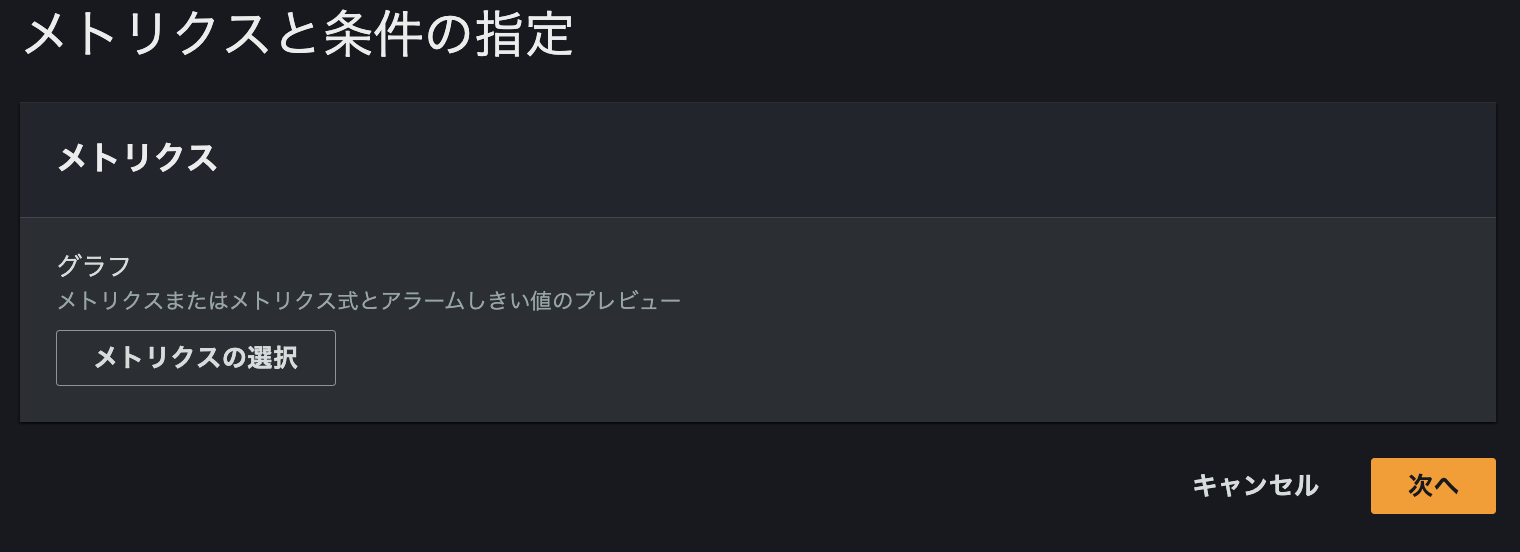 メトリクスと条件の指定
メトリクス
グラフ
メトリクスまたはメトリクス式とアラームしきい値のプレビュー
メトリクスの選択
キャンセル
次へ